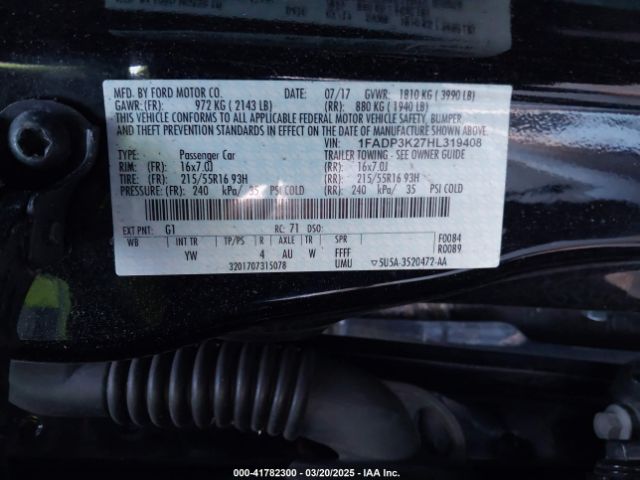 MFD. BY FORD MOTOR CO. DATE: 07/17 GVWR: 1810 KG ( 3990 LB)
GAWR: (FR) 972 KG ( 2143 LB) (RR) 880 KG ( 1940 LB)
THIS VEHICLE CONFORMS TO ALL APPLICABLE FEDERAL MOTOR VEHICLE SAFETY, BUMPER,
AND THEFT PREVENTION STANDARDS IN EFFECT ON THE DATE OF MANUFACTURE SHOWN ABOVE.
VIN: 1FADP3K27HL319408
TYPE: Passenger Car TRAILER TOWING - SEE OWNER GUIDE
RIM: (FR) 16x7.0J (RR) 16x7.0J
TIRE: (FR) 215/55R16 93H (RR) 215/55R16 93H
PRESSURE: (FR) 240 kPa/ 35 PSI COLD (RR) 240 kPa/ 35 PSI COLD
EXT PNT: G1 RC: 71 DSO:
WB INT TR TP/PS R AXLE TR SPR F0084
YW 4 AU W FFFF R0089
3201707315078 UMU 5U5A-3520472-AA
000-41782300 - 03/20/2025 - IAAI.COM